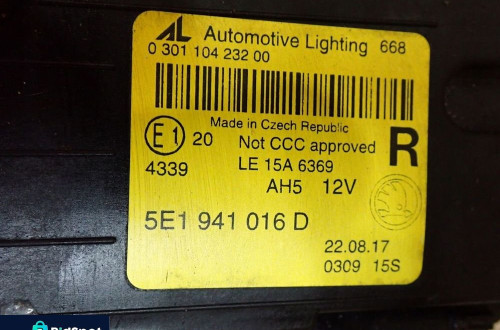 AL Automotive Lighting 668
0 301 104 232 00
Made in Czech Republic
E1 20 Not CCC approved R
4339 LE 15A 6369
AH5 12V
5E1 941 016 D
22.08.17
0309 15S